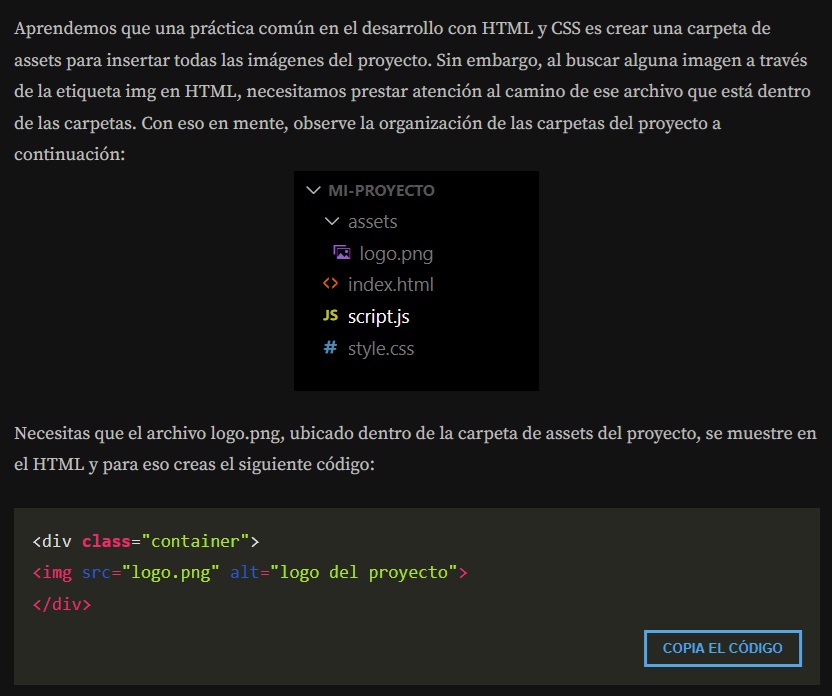 Aprendemos que una práctica común en el desarrollo con HTML y CSS es crear una carpeta de
assets para insertar todas las imágenes del proyecto. Sin embargo, al buscar alguna imagen a través
de la etiqueta img en HTML, necesitamos prestar atención al camino de ese archivo que está dentro
de las carpetas. Con eso en mente, observe la organización de las carpetas del proyecto a
continuación:
MI-PROYECTO
assets
logo.png
<> index.html
JS script.js
# style.css
Necesitas que el archivo logo.png, ubicado dentro de la carpeta de assets del proyecto, se muestre en
el HTML y para eso creas el siguiente código:
<div class="container">
<img src="logo.png" alt="logo del proyecto">
</div>
COPIA EL CÓDIGO